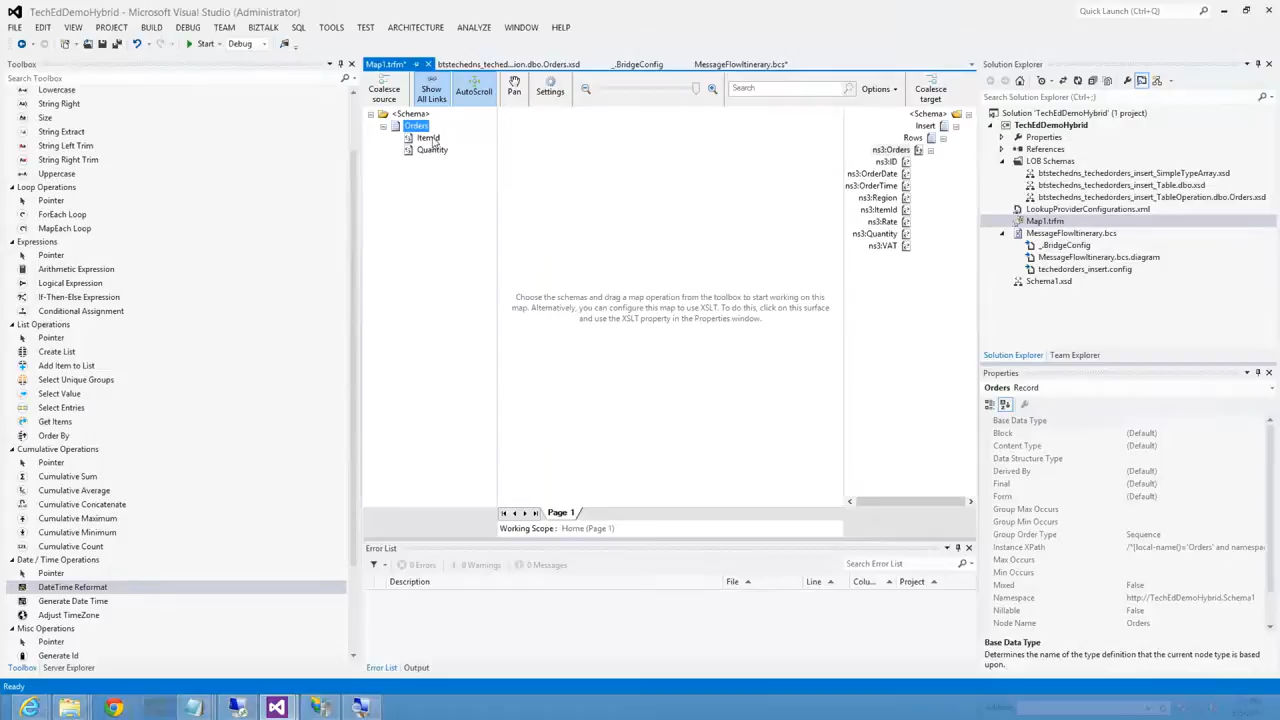 TechEdDemoHybrid - Microsoft Visual Studio (Administrator)
Quick Launch (Ctrl+Q)
FILE EDIT VIEW PROJECT BUILD DEBUG TEAM BIZTALK SQL TOOLS TEST ARCHITECTURE ANALYZE WINDOW HELP
Start Debug
Toolbox
Search Toolbox
Lowercase
String Right
Size
String Extract
String Left Trim
String Right Trim
Uppercase
Loop Operations
Pointer
ForEach Loop
MapEach Loop
Expressions
Pointer
Arithmetic Expression
Logical Expression
If-Then-Else Expression
Conditional Assignment
List Operations
Pointer
Create List
Add Item to List
Select Unique Groups
Select Value
Select Entries
Get Items
Order By
Cumulative Operations
Pointer
Cumulative Sum
Cumulative Average
Cumulative Concatenate
Cumulative Maximum
Cumulative Minimum
Cumulative Count
Date / Time Operations
Pointer
DateTime Reformat
Generate Date Time
Adjust TimeZone
Misc Operations
Pointer
Generate Id
Toolbox Server Explorer
Map1.trfm* btstechedns_teched...ion.dbo.Orders.xsd _.BridgeConfig MessageFlowItinerary.bcs*
Coalesce source
Show All Links
AutoScroll
Pan
Settings
Search
Options
Coalesce target
<Schema>
Orders
ItemId
Quantity
<Schema>
Insert
Rows
ns3:Orders
ns3:ID
ns3:OrderDate
ns3:OrderTime
ns3:Region
ns3:ItemId
ns3:Rate
ns3:Quantity
ns3:VAT
Choose the schemas and drag a map operation from the toolbox to start working on this
map. Alternatively, you can configure this map to use XSLT. To do this, click on this surface
and use the XSLT property in the Properties window.
Page 1
Working Scope : Home (Page 1)
Error List
0 Errors 0 Warnings 0 Messages
Search Error List
Description File Line Colu... Project
Error List Output
Solution Explorer
Search Solution Explorer (Ctrl+;)
Solution 'TechEdDemoHybrid' (1 project)
TechEdDemoHybrid
Properties
References
LOB Schemas
btstechedns_techedorders_insert_SimpleTypeArray.xsd
btstechedns_techedorders_insert_Table.dbo.xsd
btstechedns_techedorders_insert_TableOperation.dbo.Orders.xsd
LookupProviderConfigurations.xml
Map1.trfm
MessageFlowItinerary.bcs
_.BridgeConfig
MessageFlowItinerary.bcs.diagram
techedorders_insert.config
Schema1.xsd
Solution Explorer Team Explorer
Properties
Orders Record
Base Data Type
Block (Default)
Content Type (Default)
Data Structure Type
Derived By (Default)
Final (Default)
Form (Default)
Group Max Occurs
Group Min Occurs
Group Order Type Sequence
Instance XPath /*[local-name()='Orders' and namespa
Max Occurs
Min Occurs
Mixed False
Namespace http://TechEdDemoHybrid.Schema1
Nillable False
Node Name Orders
Base Data Type
Determines the name of the type definition that the current node type is based
upon.
Ready